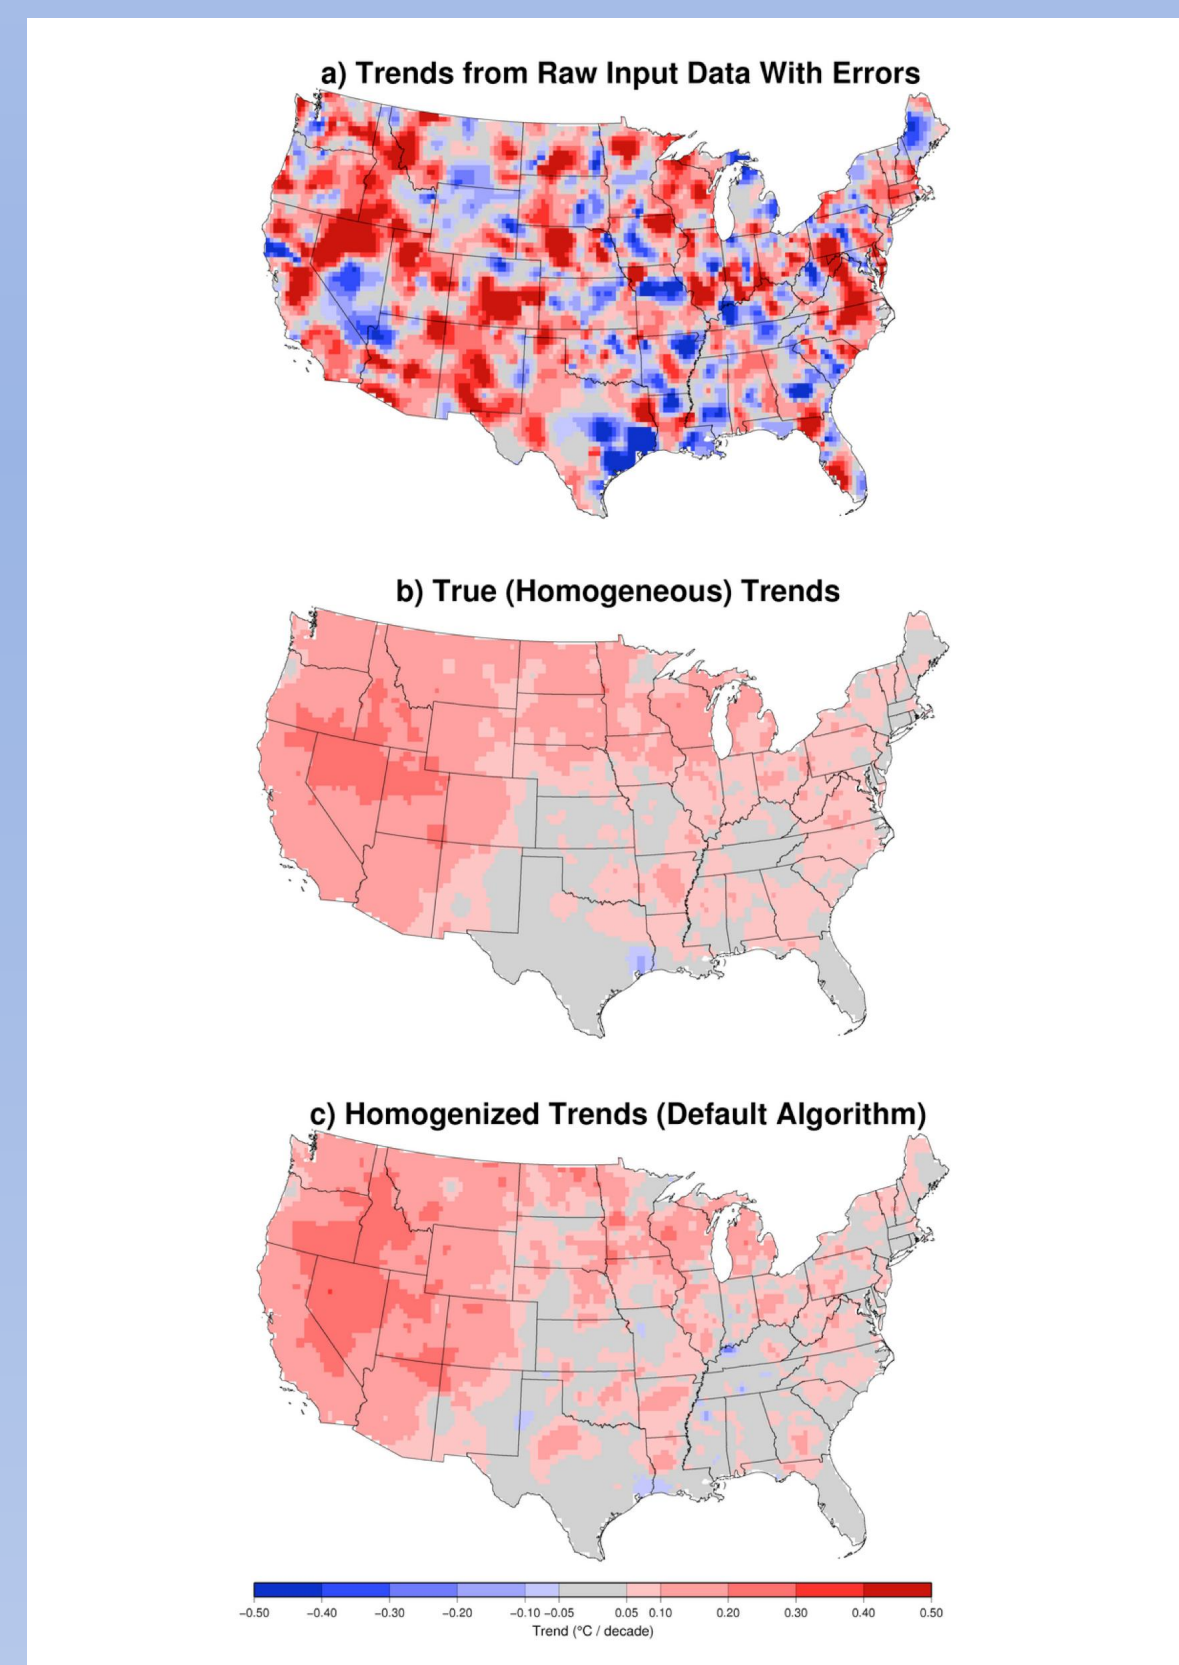 a) Trends from Raw Input Data With Errors
b) True (Homogeneous) Trends
c) Homogenized Trends (Default Algorithm)
−0.50 −0.40 −0.30 −0.20 −0.10 −0.05 0.05 0.10 0.20 0.30 0.40 0.50
Trend (°C / decade)